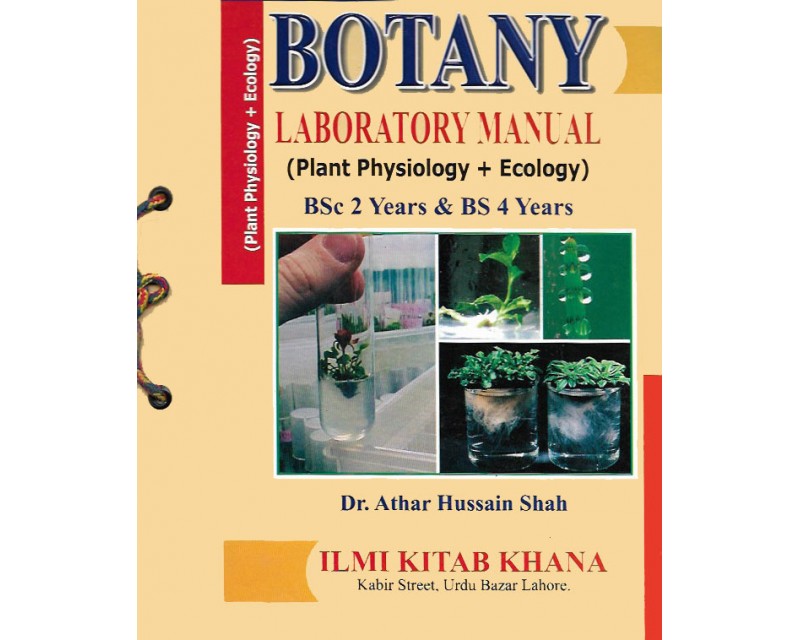 (Plant Physiology + Ecology)
BOTANY
LABORATORY MANUAL
(Plant Physiology + Ecology)
BSc 2 Years & BS 4 Years
Dr. Athar Hussain Shah
ILMI KITAB KHANA
Kabir Street, Urdu Bazar Lahore.